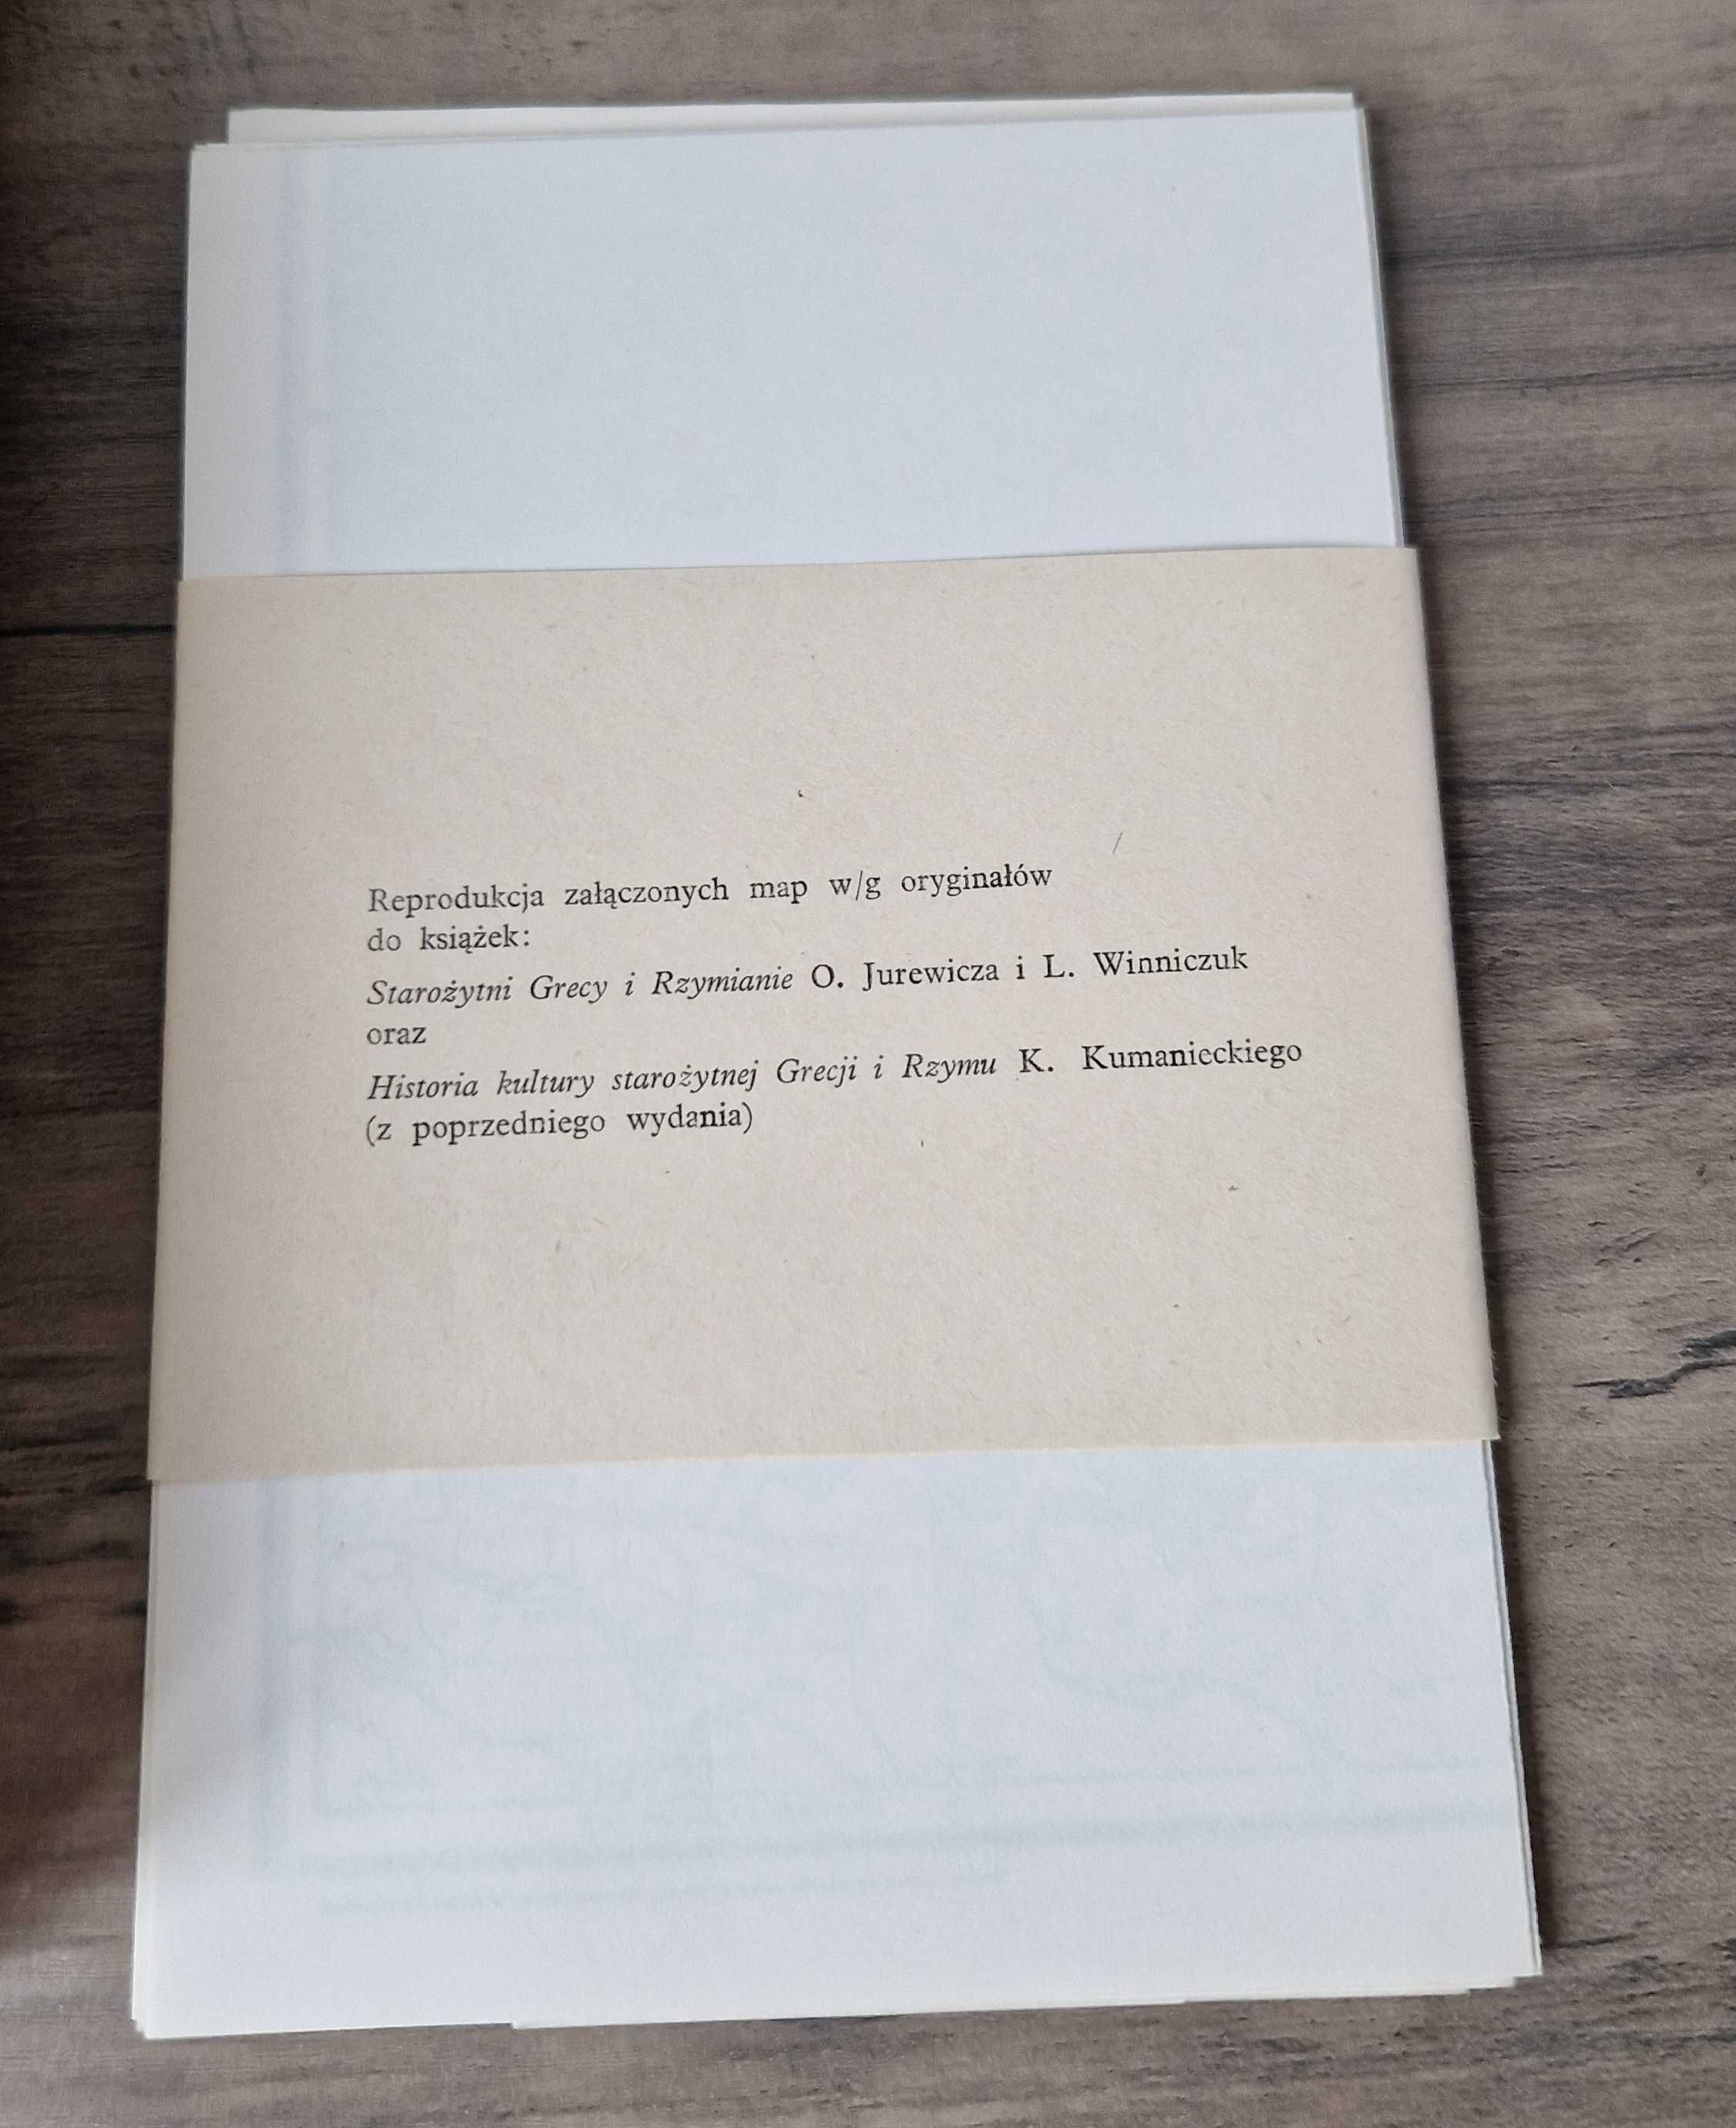 Reprodukcja załączonych map w/g oryginałów
do książek:
Starożytni Grecy i Rzymianie O. Jurewicza i L. Winniczuk
oraz
Historia kultury starożytnej Grecji i Rzymu K. Kumanieckiego
(z poprzedniego wydania)